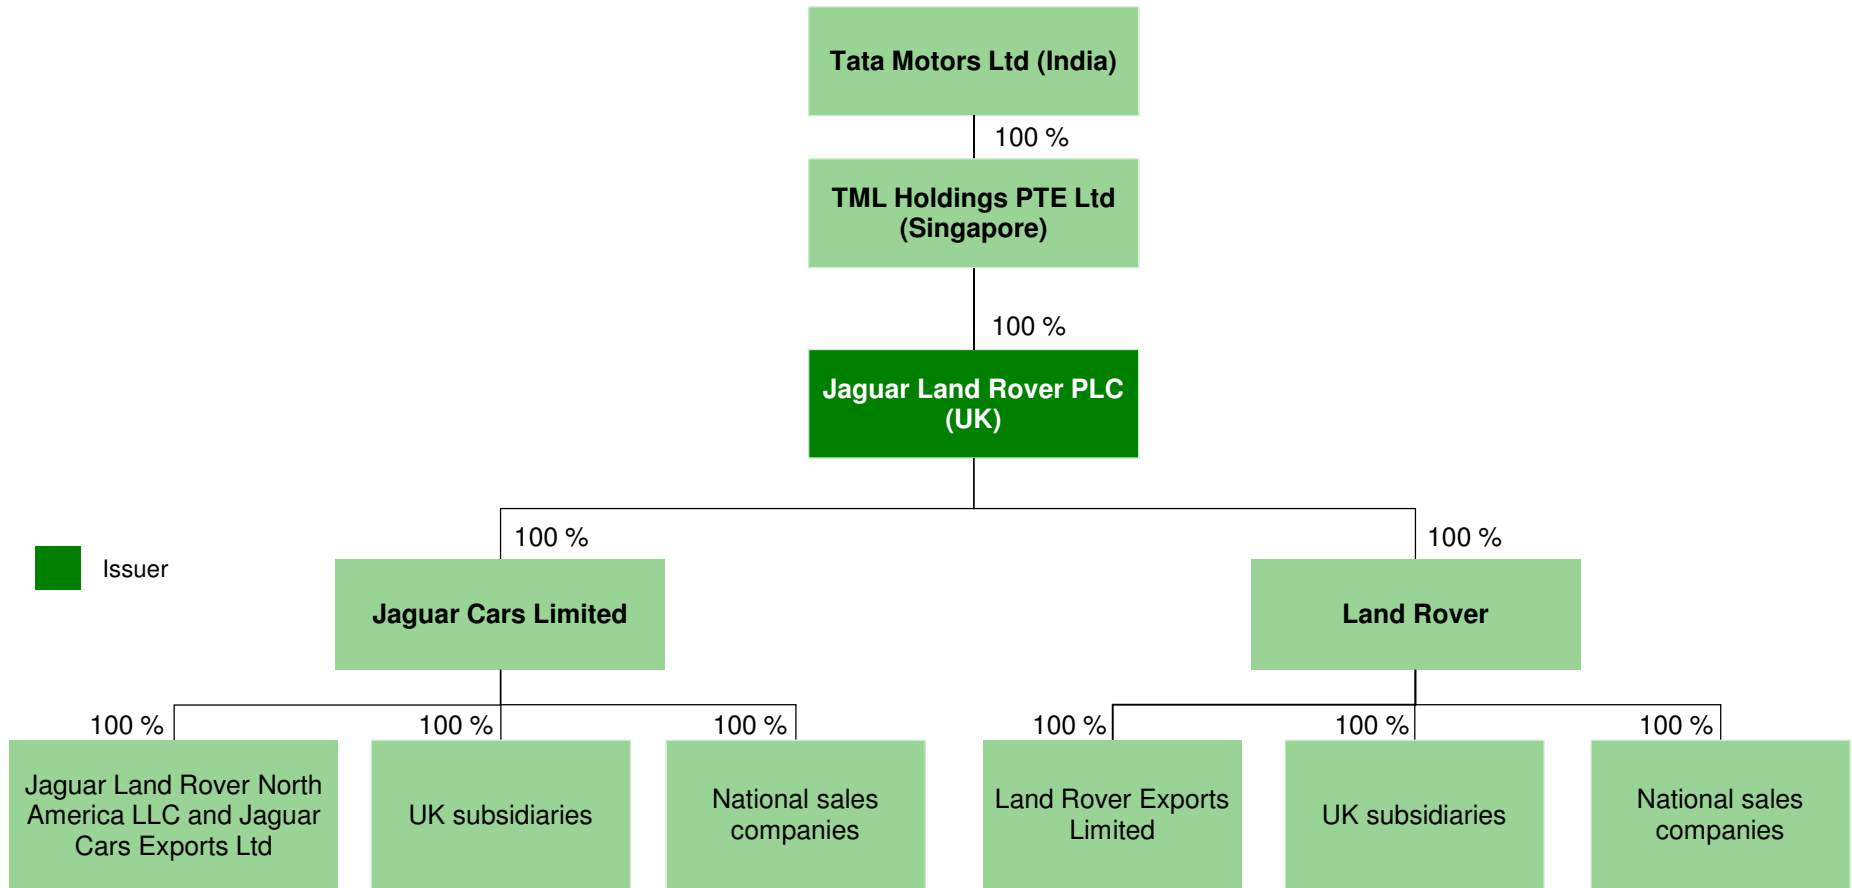 Tata Motors Ltd (India)
100 %
TML Holdings PTE Ltd
(Singapore)
100 %
Jaguar Land Rover PLC
(UK)
100 %
100 %
Issuer
Jaguar Cars Limited
Land Rover
100 %
100 %
100 %
100 %
100 %
100 %
Jaguar Land Rover North
America LLC and Jaguar
Cars Exports Ltd
UK subsidiaries
National sales
companies
Land Rover Exports
Limited
UK subsidiaries
National sales
companies